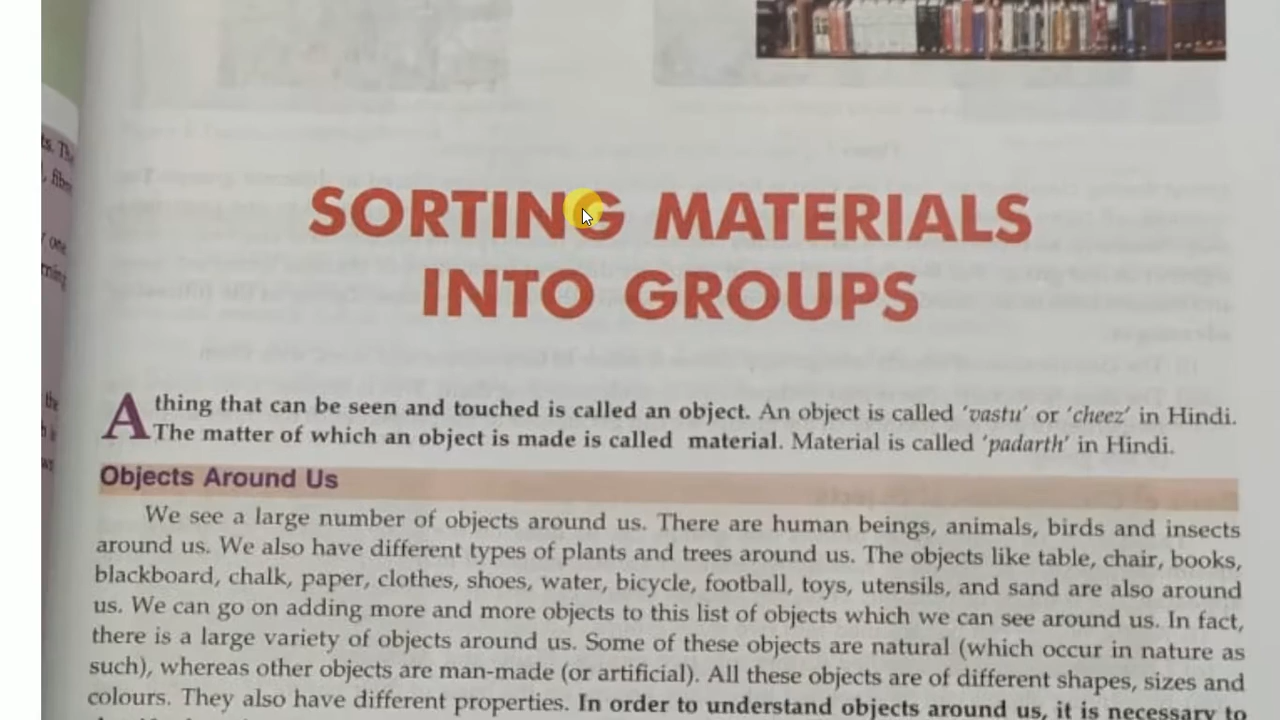 SORTING MATERIALS
INTO GROUPS
A thing that can be seen and touched is called an object. An object is called 'vastu' or 'cheez' in Hindi.
The matter of which an object is made is called material. Material is called 'padarth' in Hindi.
Objects Around Us
We see a large number of objects around us. There are human beings, animals, birds and insects
around us. We also have different types of plants and trees around us. The objects like table, chair, books,
blackboard, chalk, paper, clothes, shoes, water, bicycle, football, toys, utensils, and sand are also around
us. We can go on adding more and more objects to this list of objects which we can see around us. In fact,
there is a large variety of objects around us. Some of these objects are natural (which occur in nature as
such), whereas other objects are man-made (or artificial). All these objects are of different shapes, sizes and
colours. They also have different properties. In order to understand objects around us, it is necessary to